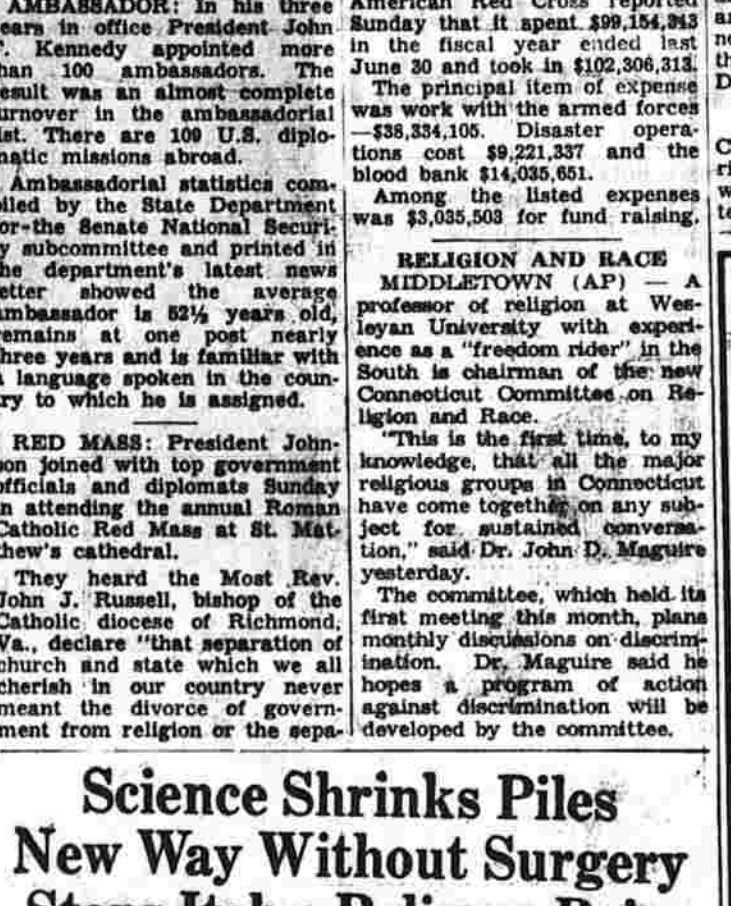 AMBASSADOR: In his three
ears in office President John
F. Kennedy appointed more
han 100 ambassadors. The
esult was an almost complete
urnover in the ambassadorial
ist. There are 109 U.S. diplo-
matic missions abroad.
Ambassadorial statistics com-
piled by the State Department
or the Senate National Securi-
y subcommittee and printed in
he department's latest news
etter showed the average
ambassador is 52½ years old,
remains at one post nearly
three years and is familiar with
a language spoken in the coun-
ry to which he is assigned.
RED MASS: President John-
son joined with top government
officials and diplomats Sunday
n attending the annual Roman
Catholic Red Mass at St. Mat-
thew's cathedral.
They heard the Most Rev.
John J. Russell, bishop of the
Catholic diocese of Richmond,
Va., declare "that separation of
church and state which we all
cherish in our country never
meant the divorce of govern-
ment from religion or the sepa-
American Red Cross reported
Sunday that it spent $99,154,343
in the fiscal year ended last
June 30 and took in $102,306,313.
The principal item of expense
was work with the armed forces
—$38,334,105. Disaster opera-
tions cost $9,221,337 and the
blood bank $14,035,651.
Among the listed expenses
was $3,035,503 for fund raising.
RELIGION AND RACE
MIDDLETOWN (AP) — A
professor of religion at Wes-
leyan University with experi-
ence as a "freedom rider" in the
South is chairman of the new
Connecticut Committee on Re-
ligion and Race.
"This is the first time, to my
knowledge, that all the major
religious groups in Connecticut
have come together on any sub-
ject for sustained conversa-
tion," said Dr. John D. Maguire
yesterday.
The committee, which held its
first meeting this month, plans
monthly discussions on discrim-
ination. Dr. Maguire said he
hopes a program of action
against discrimination will be
developed by the committee.
Science Shrinks Piles
New Way Without Surgery